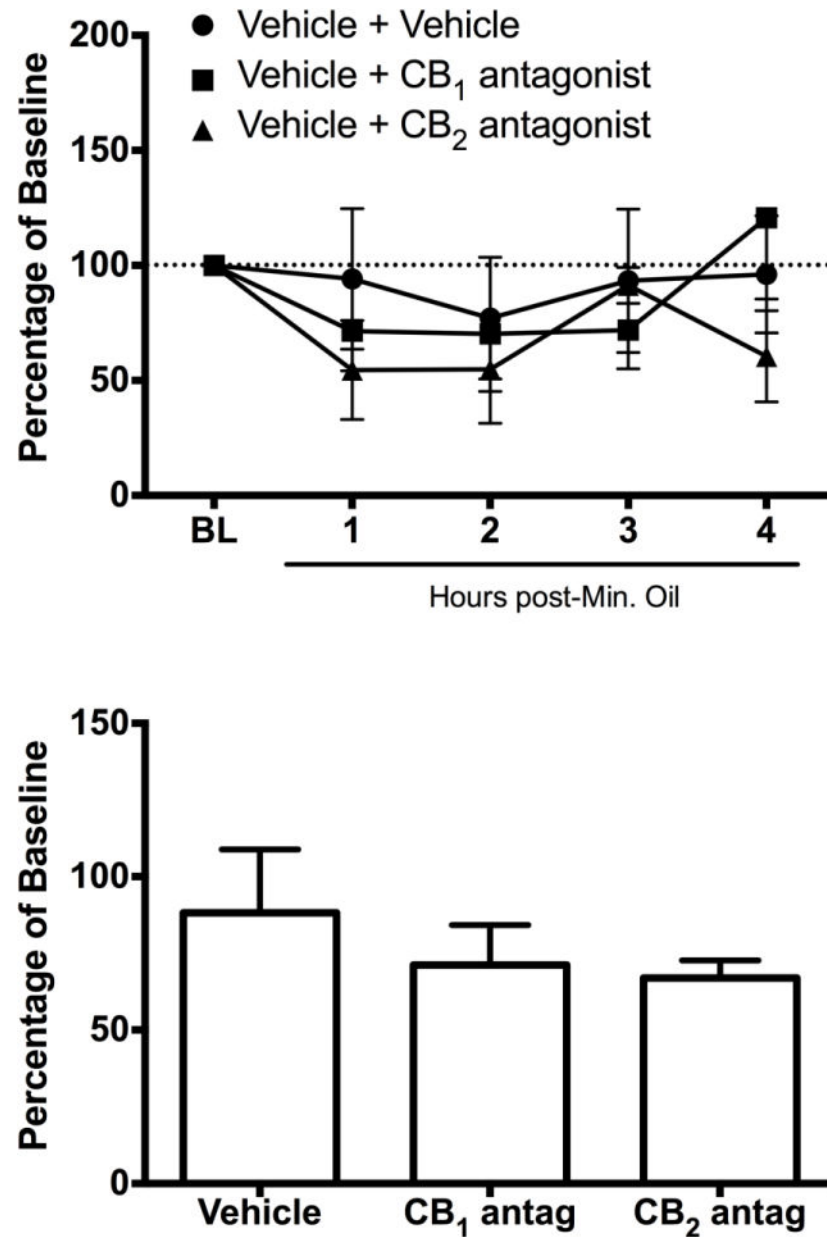 Percentage of Baseline
200
150
100
50
0
Vehicle + Vehicle
Vehicle + CB₁ antagonist
Vehicle + CB₂ antagonist
BL 1 2 3 4
Hours post-Min. Oil
Percentage of Baseline
150
100
50
0
Vehicle CB₁ antag CB₂ antag